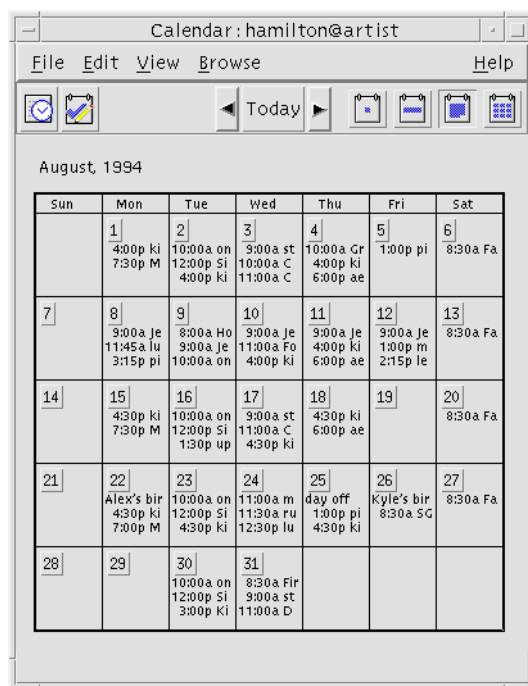 Calendar : hamilton@artist
File Edit View Browse Help
Today
August, 1994
Sun Mon Tue Wed Thu Fri Sat
1 2 3 4 5 6
4:00p ki 10:00a on 9:00a st 10:00a Gr 1:00p pi 8:30a Fa
7:30p M 12:00p Si 10:00a C 4:00p ki
4:00p ki 11:00a C 6:00p ae
7 8 9 10 11 12 13
9:00a Je 8:00a Ho 9:00a Je 9:00a Je 9:00a Je 8:30a Fa
11:45a lu 9:00a Je 11:00a Fo 4:00p ki 1:00p m
3:15p pi 10:00a on 4:00p ki 6:00p ae 2:15p le
14 15 16 17 18 19 20
4:30p ki 10:00a on 9:00a st 4:30p ki 8:30a Fa
7:30p M 12:00p Si 11:00a C 6:00p ae
1:30p up 4:30p ki
21 22 23 24 25 26 27
Alex's bir 10:00a on 11:00a m day off Kyle's bir 8:30a Fa
4:30p ki 12:00p Si 11:30a ru 1:00p pi 8:30a SG
7:00p M 4:30p ki 12:30p lu 4:30p ki
28 29 30 31
10:00a on 8:30a Fir
12:00p Si 9:00a st
3:00p Ki 11:00a D